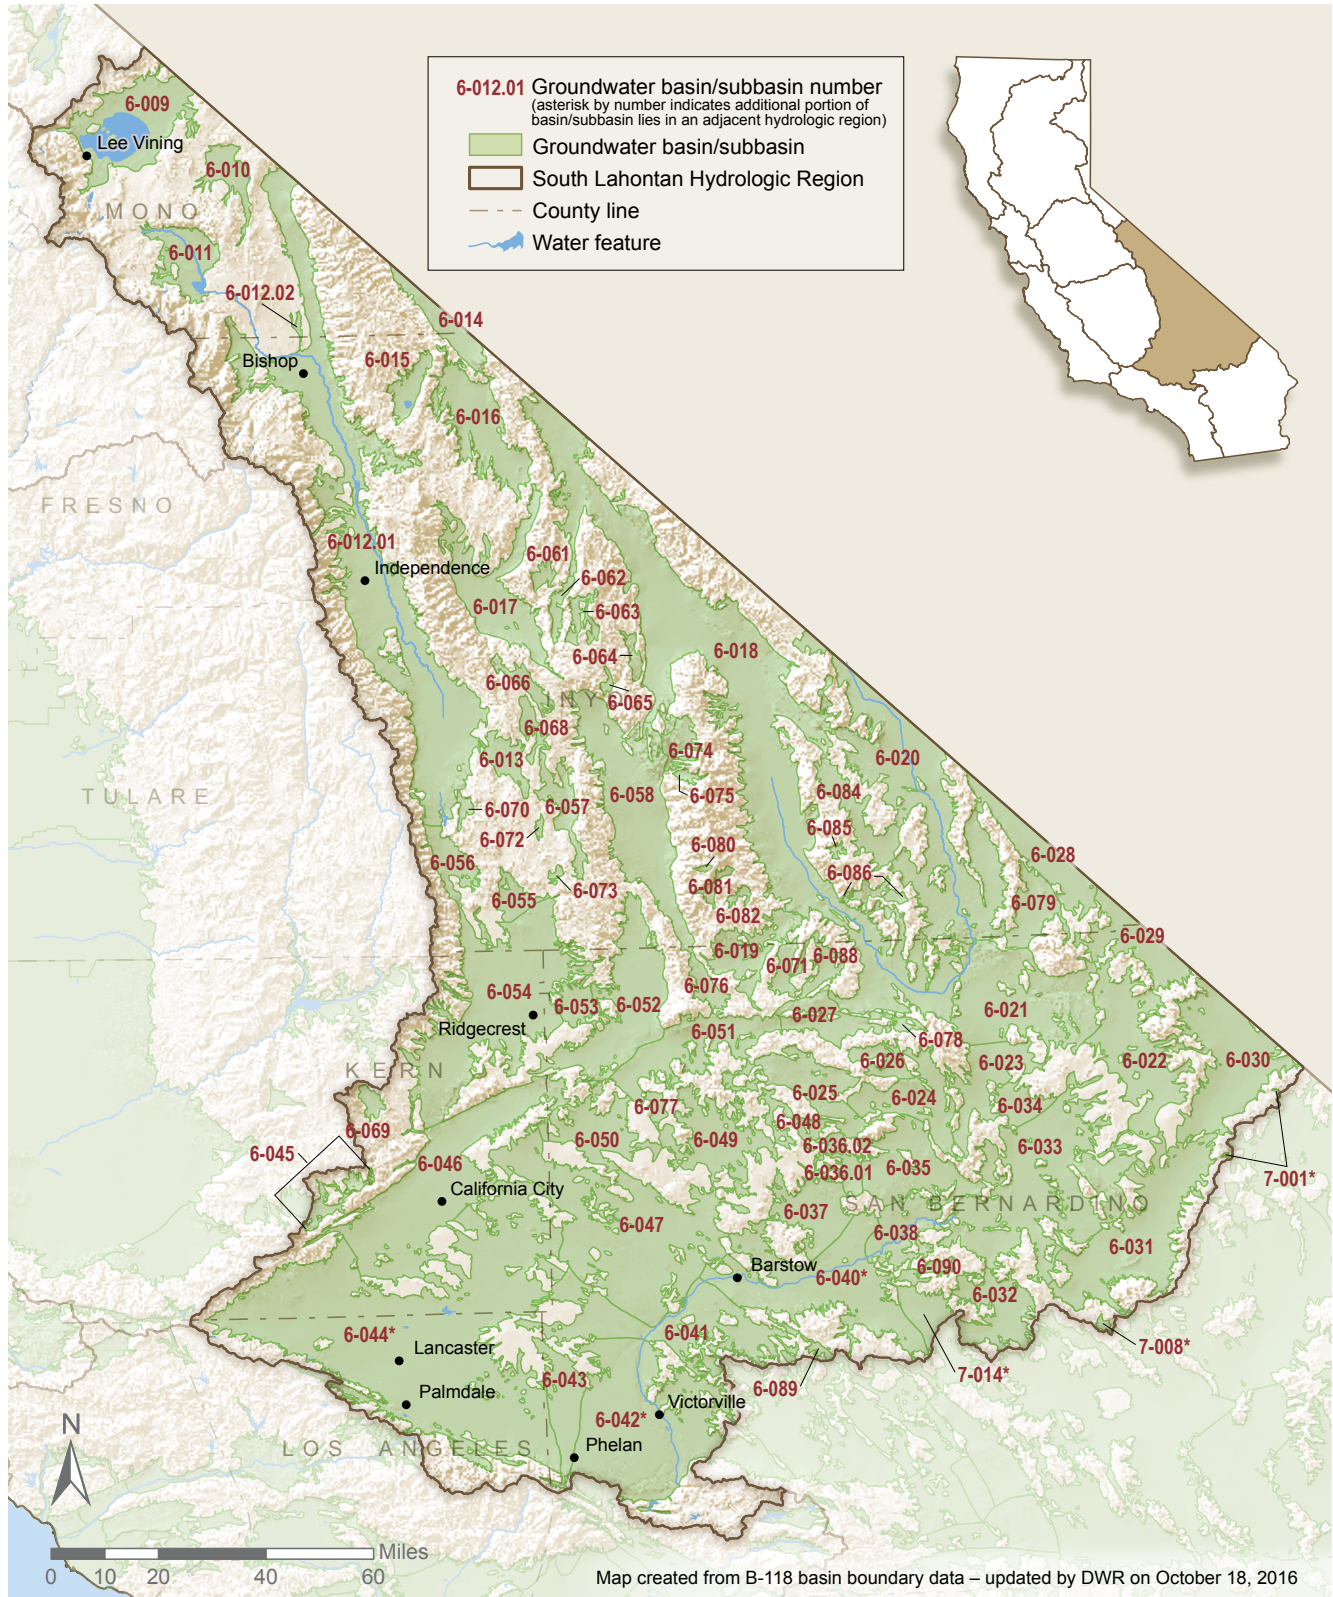 6-012.01 Groundwater basin/subbasin number
(asterisk by number indicates additional portion of
basin/subbasin lies in an adjacent hydrologic region)
Groundwater basin/subbasin
South Lahontan Hydrologic Region
County line
Water feature
6-009
Lee Vining
6-010
MONO
6-011
6-012.02
6-014
Bishop
6-015
6-016
FRESNO
6-012.01
Independence
6-061
6-062
6-017
6-063
6-064
6-018
6-066
INYO
6-065
6-068
6-074
6-013
6-020
TULARE
6-058
6-075
6-084
6-070
6-057
6-072
6-085
6-080
6-028
6-056
6-086
6-073
6-081
6-055
6-079
6-082
6-029
6-019
6-071
6-088
6-054
6-053
6-052
6-076
6-027
6-021
Ridgecrest
6-051
6-078
6-026
6-023
6-022
6-030
KERN
6-025
6-024
6-077
6-034
6-069
6-048
6-050
6-049
6-036.02
6-033
6-045
6-046
6-036.01
6-035
7-001*
California City
6-037
SAN BERNARDINO
6-047
6-038
6-031
Barstow
6-040*
6-090
6-032
6-044*
6-041
Lancaster
7-008*
6-043
6-089
7-014*
Palmdale
Victorville
6-042*
N
LOS ANGELES
Phelan
Miles
0 10 20 40 60
Map created from B-118 basin boundary data – updated by DWR on October 18, 2016